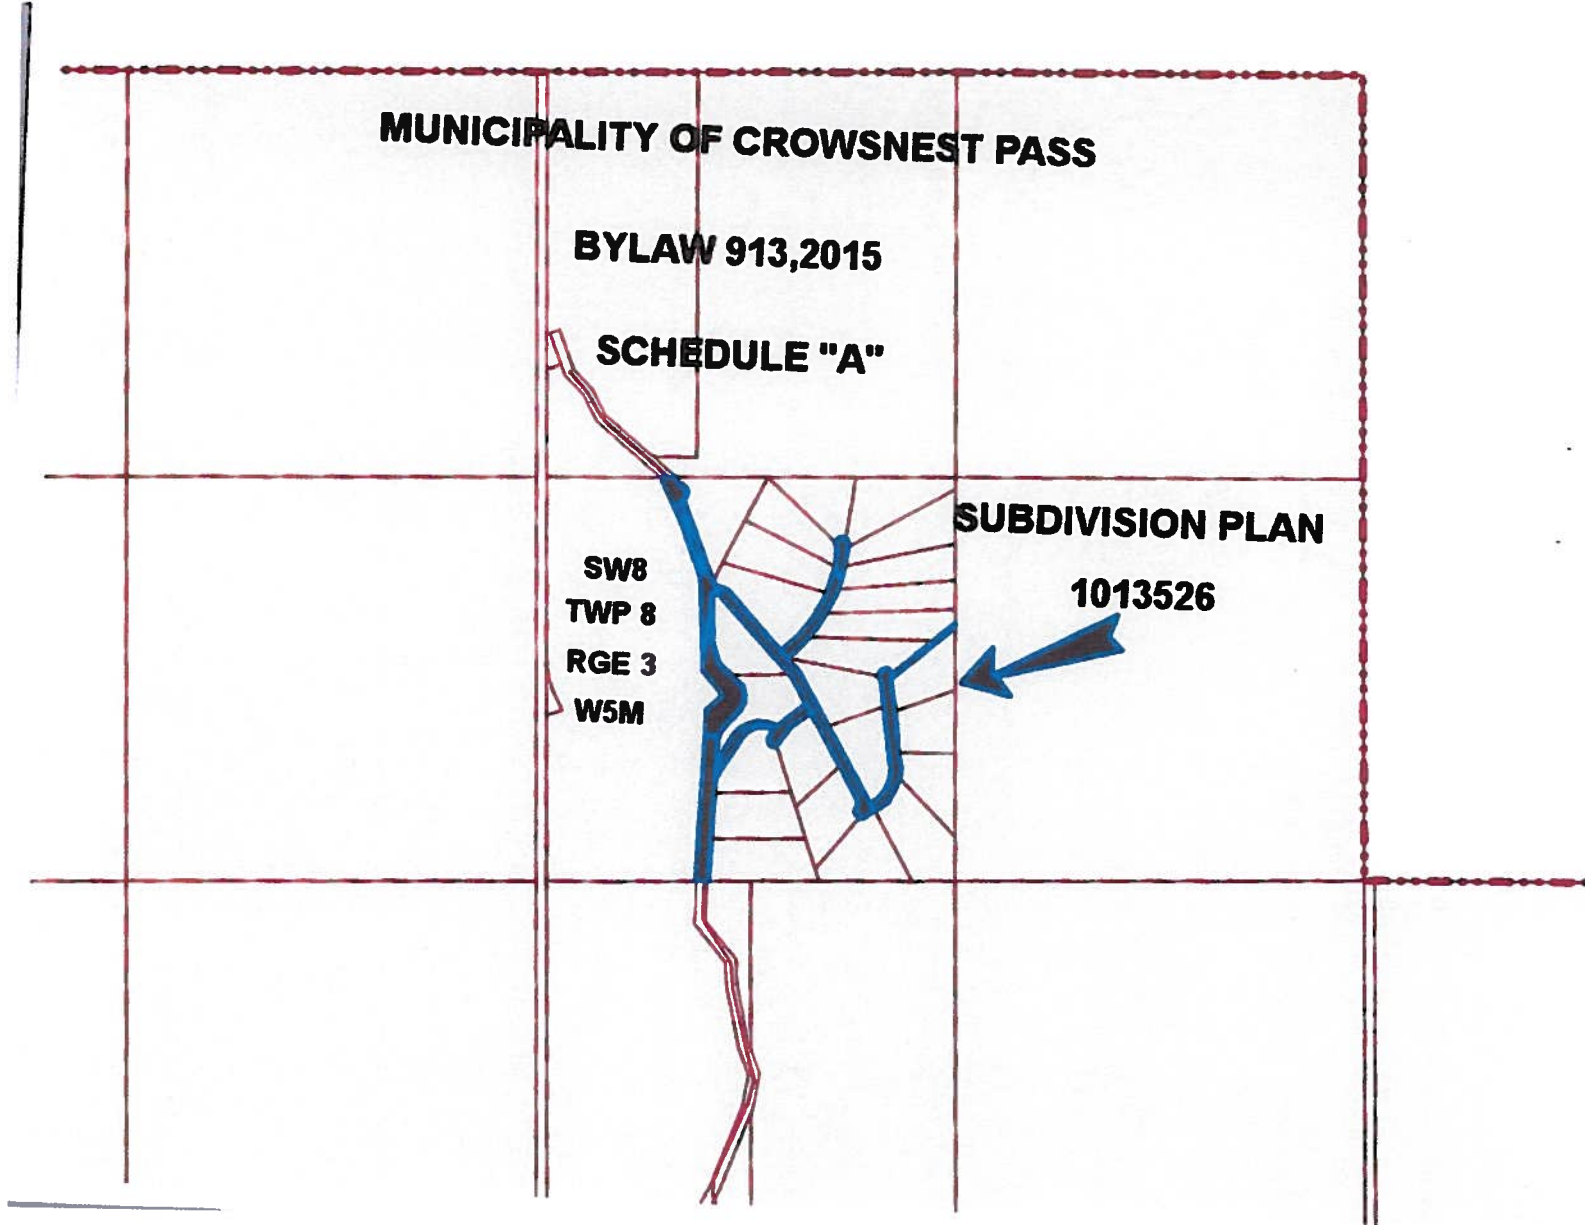 MUNICIPALITY OF CROWSNEST PASS
BYLAW 913,2015
SCHEDULE "A"
SUBDIVISION PLAN
1013526
SW8
TWP 8
RGE 3
W5M